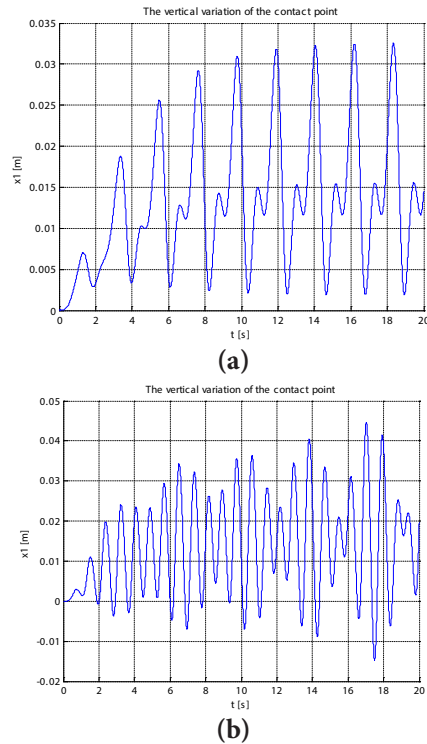 The vertical variation of the contact point
0.035
0.03
0.025
0.02
0.015
0.01
0.005
0
x1 [m]
0 2 4 6 8 10 12 14 16 18 20
t [s]
(a)
The vertical variation of the contact point
0.05
0.04
0.03
0.02
0.01
0
-0.01
-0.02
x1 [m]
0 2 4 6 8 10 12 14 16 18 20
t [s]
(b)